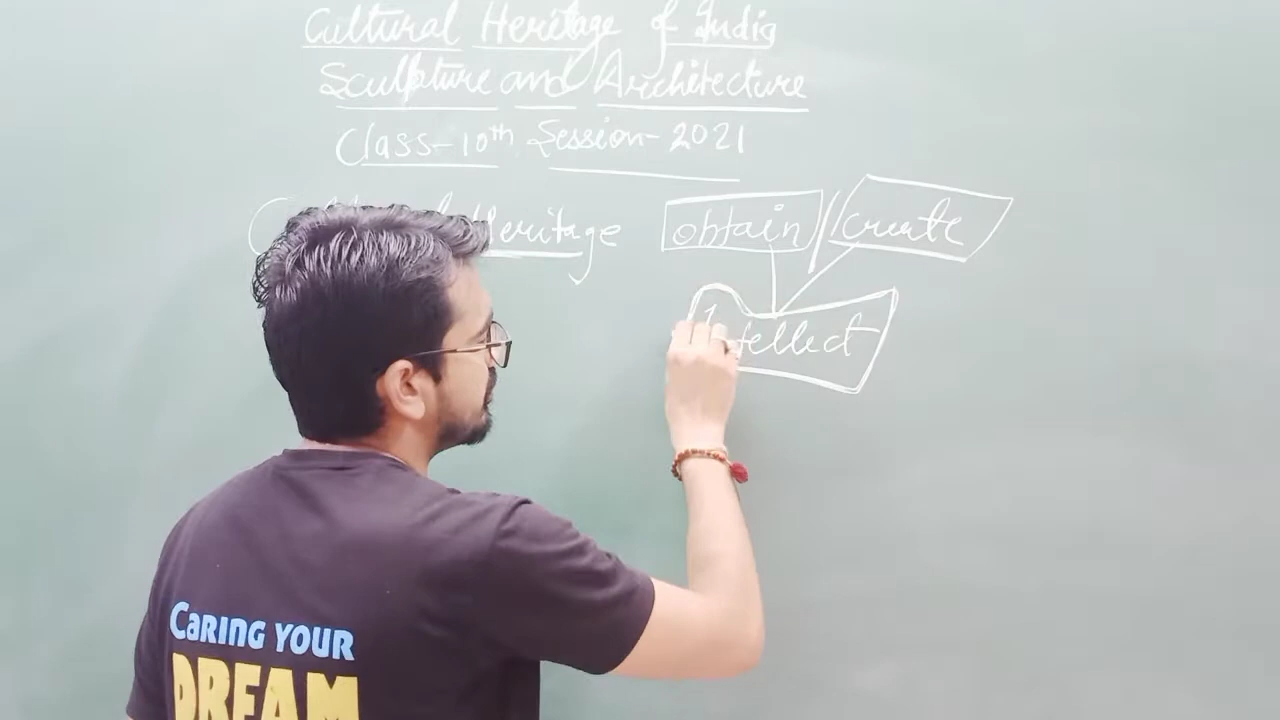 Cultural Heritage of India
Sculpture and Architecture
Class-10th Session-2021
Heritage obtain / create
Intellect
CARING YOUR
DREAM